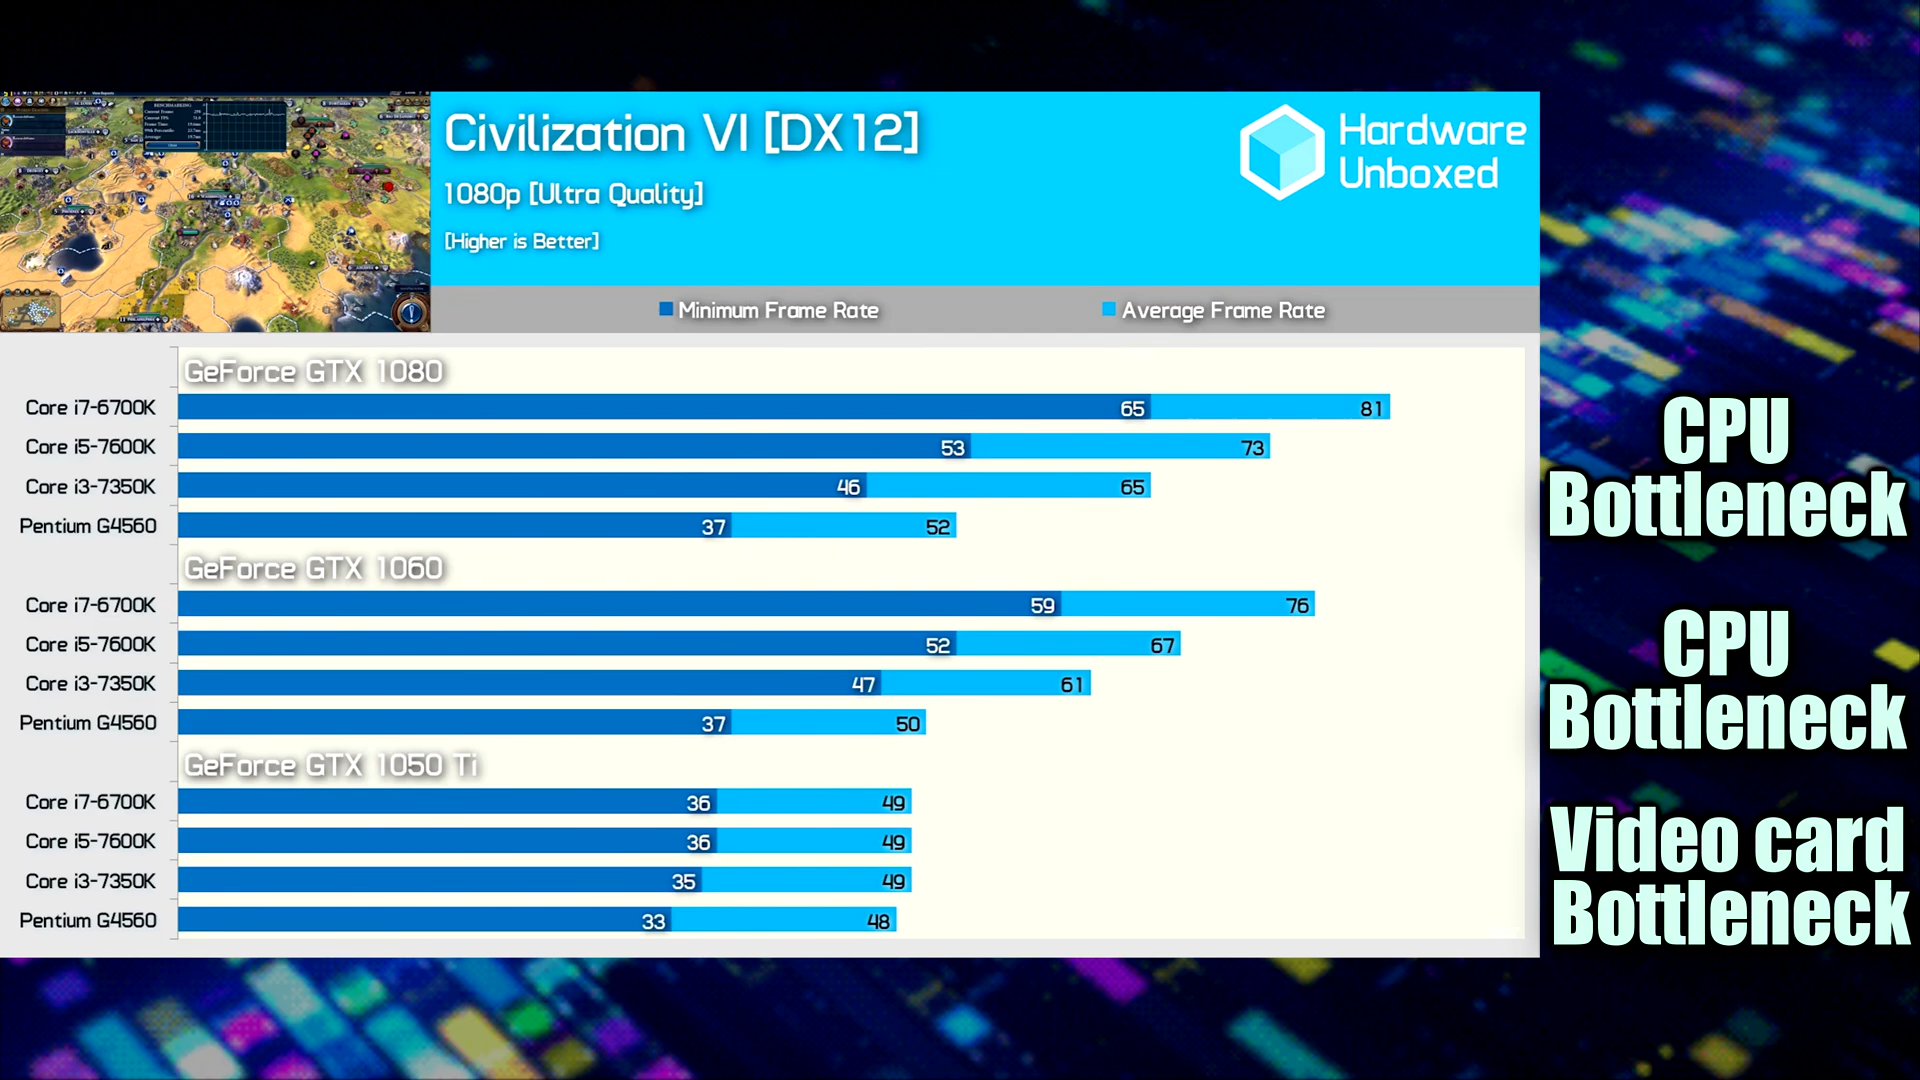 Civilization VI [DX12]
1080p [Ultra Quality]
[Higher is Better]
Hardware
Unboxed
Minimum Frame Rate
Average Frame Rate
GeForce GTX 1080
Core i7-6700K 65 81
Core i5-7600K 53 73
Core i3-7350K 46 65
Pentium G4560 37 52
CPU
Bottleneck
GeForce GTX 1060
Core i7-6700K 59 76
Core i5-7600K 52 67
Core i3-7350K 47 61
Pentium G4560 37 50
CPU
Bottleneck
GeForce GTX 1050 Ti
Core i7-6700K 36 49
Core i5-7600K 36 49
Core i3-7350K 35 49
Pentium G4560 33 48
Video card
Bottleneck